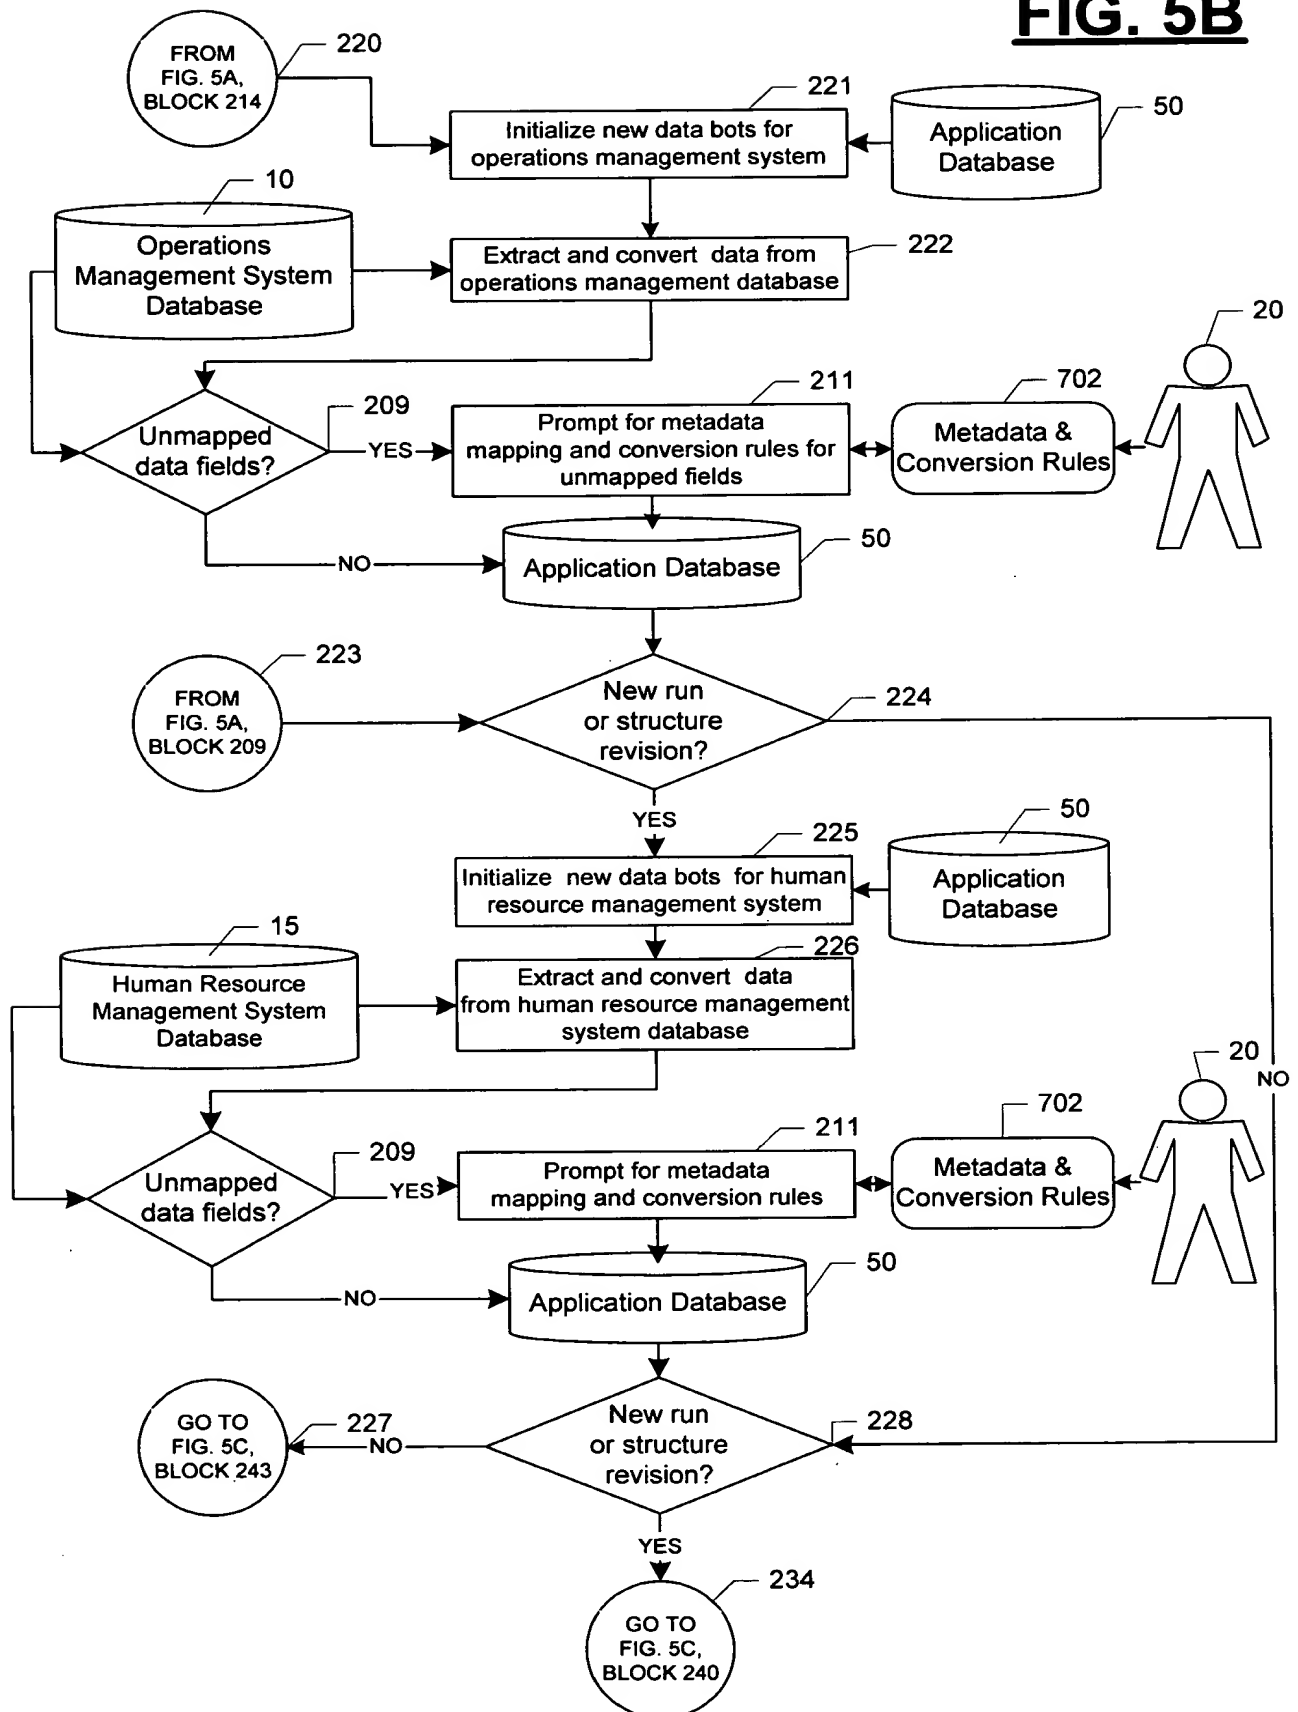 FIG. 5B
FROM
FIG. 5A,
BLOCK 214
220
221
Initialize new data bots for
operations management system
Application
Database
50
10
Operations
Management System
Database
Extract and convert data from
operations management database
222
20
Unmapped
data fields?
209
YES
211
Prompt for metadata
mapping and conversion rules for
unmapped fields
702
Metadata &
Conversion Rules
NO
Application Database
50
FROM
FIG. 5A,
BLOCK 209
223
New run
or structure
revision?
224
YES
225
Initialize new data bots for human
resource management system
Application
Database
50
15
Human Resource
Management System
Database
226
Extract and convert data
from human resource management
system database
20
NO
Unmapped
data fields?
209
YES
211
Prompt for metadata
mapping and conversion rules
702
Metadata &
Conversion Rules
NO
Application Database
50
GO TO
FIG. 5C,
BLOCK 243
227
NO
New run
or structure
revision?
228
YES
234
GO TO
FIG. 5C,
BLOCK 240